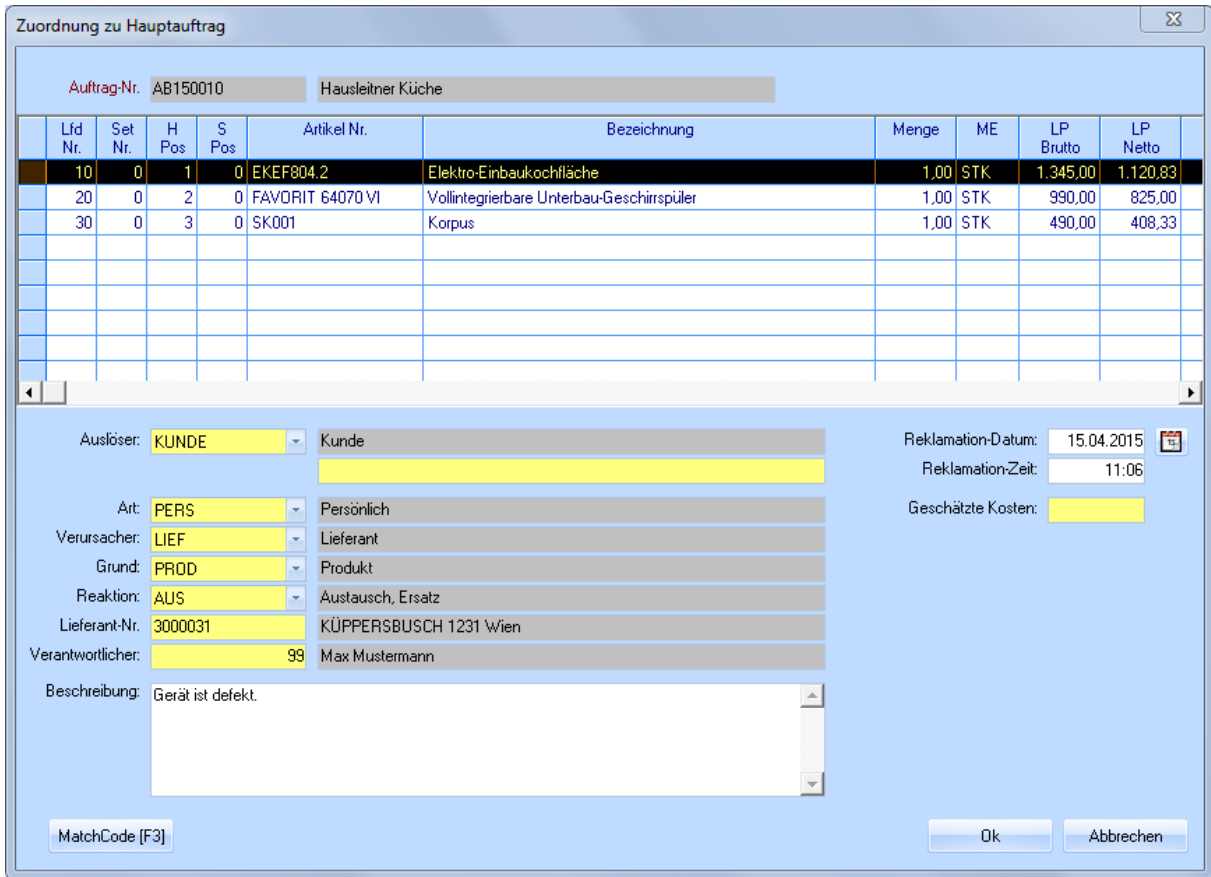 Zuordnung zu Hauptauftrag
Auftrag-Nr. AB150010 Hausleitner Küche
Lfd Nr. Set Nr. H Pos S Pos Artikel Nr. Bezeichnung Menge ME LP Brutto LP Netto
10 0 1 0 EKEF804.2 Elektro-Einbaukochfläche 1,00 STK 1.345,00 1.120,83
20 0 2 0 FAVORIT 64070 VI Vollintegrierbare Unterbau-Geschirrspüler 1,00 STK 990,00 825,00
30 0 3 0 SK001 Korpus 1,00 STK 490,00 408,33
Auslöser: KUNDE Kunde Reklamation-Datum: 15.04.2015
Reklamation-Zeit: 11:06
Art: PERS Persönlich Geschätzte Kosten:
Verursacher: LIEF Lieferant
Grund: PROD Produkt
Reaktion: AUS Austausch, Ersatz
Lieferant-Nr. 3000031 KÜPPERSBUSCH 1231 Wien
Verantwortlicher: 99 Max Mustermann
Beschreibung: Gerät ist defekt.
MatchCode [F3] Ok Abbrechen